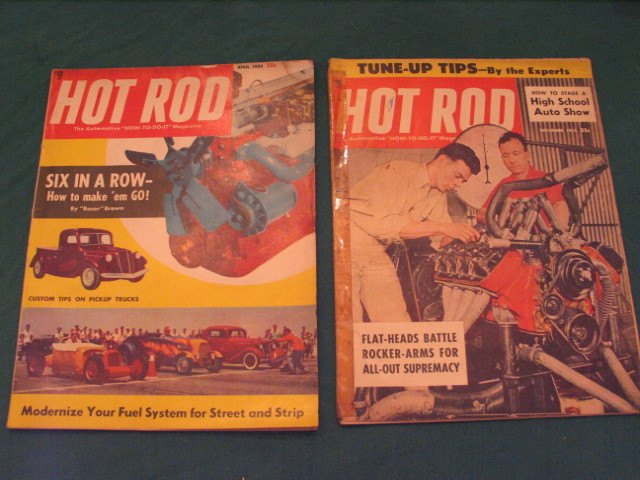 APRIL 1954
HOT ROD
The Automotive "HOW-TO-DO-IT" Magazine
SIX IN A ROW—
How to make 'em GO!
By "Racer" Brown
CUSTOM TIPS ON PICKUP TRUCKS
Modernize Your Fuel System for Street and Strip
TUNE-UP TIPS—By the Experts
HOT ROD
Automotive "HOW-TO-DO-IT"
HOW TO STAGE A
High School
Auto Show
FLAT-HEADS BATTLE
ROCKER-ARMS FOR
ALL-OUT SUPREMACY